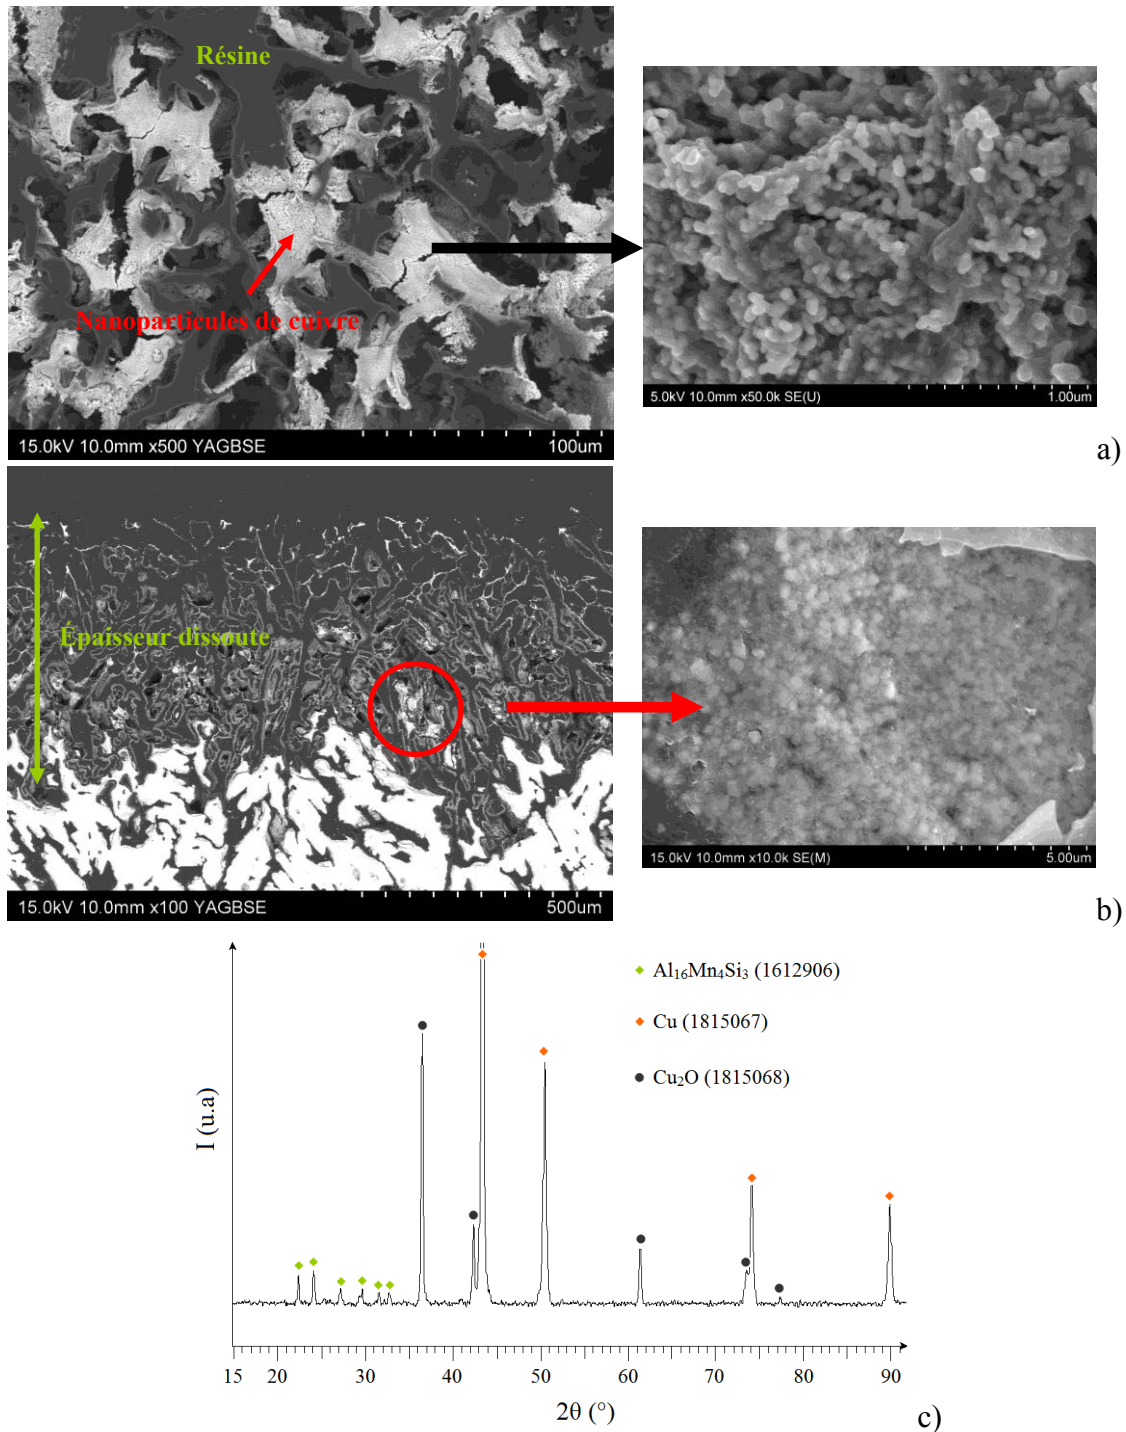 Résine
Nanoparticules de cuivre
15.0kV 10.0mm x500 YAGBSE 100um
5.0kV 10.0mm x50.0k SE(U) 1.00um
a)
Épaisseur dissoute
15.0kV 10.0mm x100 YAGBSE 500um
15.0kV 10.0mm x10.0k SE(M) 5.00um
b)
Al₁₆Mn₄Si₃ (1612906)
Cu (1815067)
Cu₂O (1815068)
I (u.a)
15 20 30 40 50 60 70 80 90
2θ (°)
c)